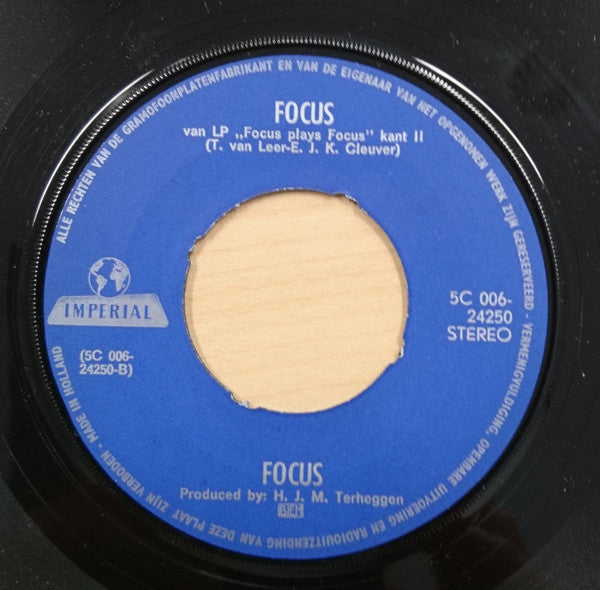 FOCUS
van LP „Focus plays Focus” kant II
(T. van Leer-E. J. K. Cleuver)
IMPERIAL
(5C 006-
24250-B)
5C 006-
24250
STEREO
FOCUS
Produced by: H. J. M. Terheggen
BIEM
ALLE RECHTEN VAN DE GRAMOFOONPLATENFABRIKANT EN VAN DE EIGENAAR VAN HET OPGENOMEN WERK ZIJN GERESERVEERD - VERMENIGVULDIGING, OPENBARE UITVOERING EN RADIOUITZENDING VAN DEZE PLAAT ZIJN VERBODEN - MADE IN HOLLAND